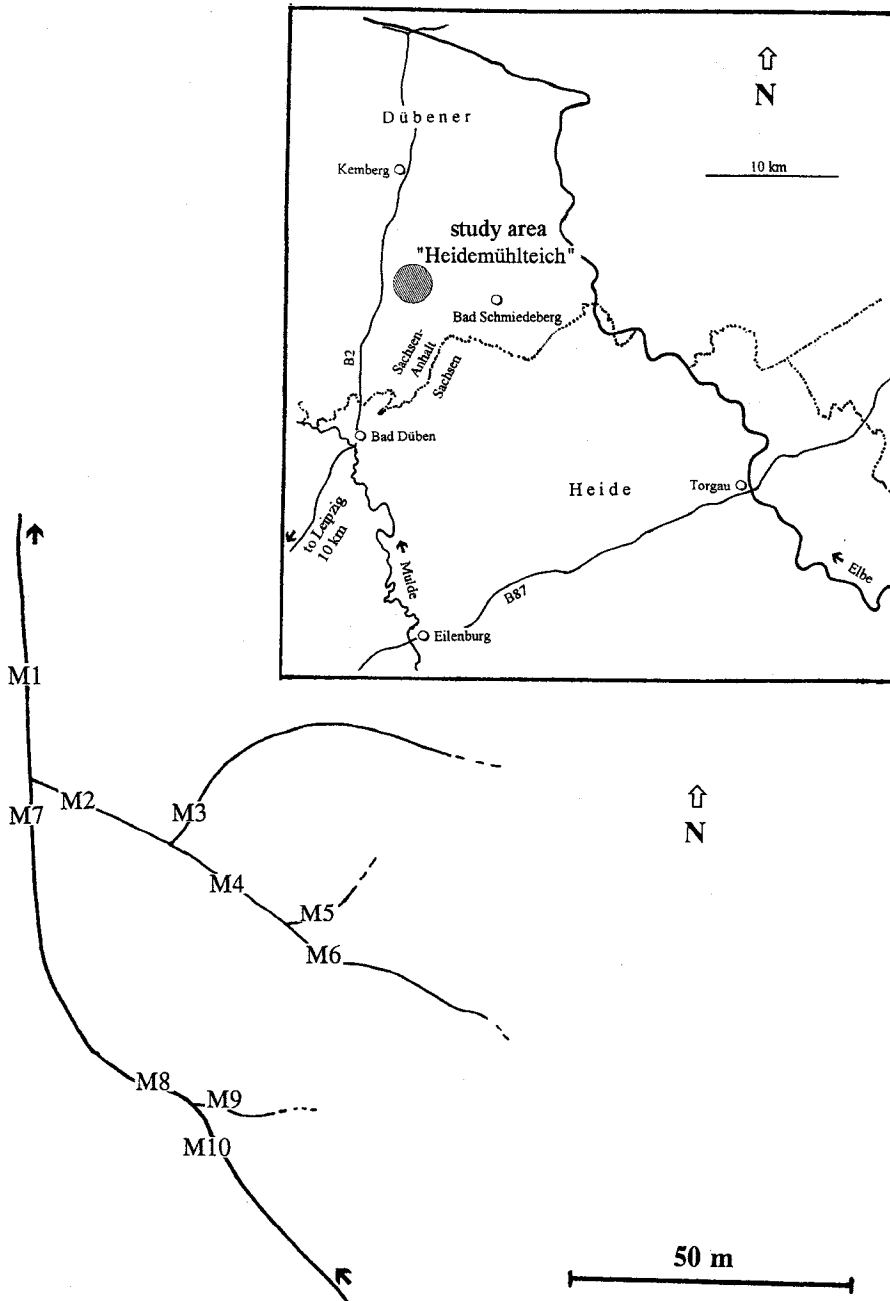 N
Dübener
10 km
Kemberg
study area
"Heidemühlteich"
Bad Schmiedeberg
Sachsen-
Anhalt
Sachsen
B2
Bad Düben
Heide
Torgau
to Leipzig
10 km
Mulde
Elbe
B87
Eilenburg
M1
M2
M3
M7
N
M4
M5
M6
M8
M9
M10
50 m